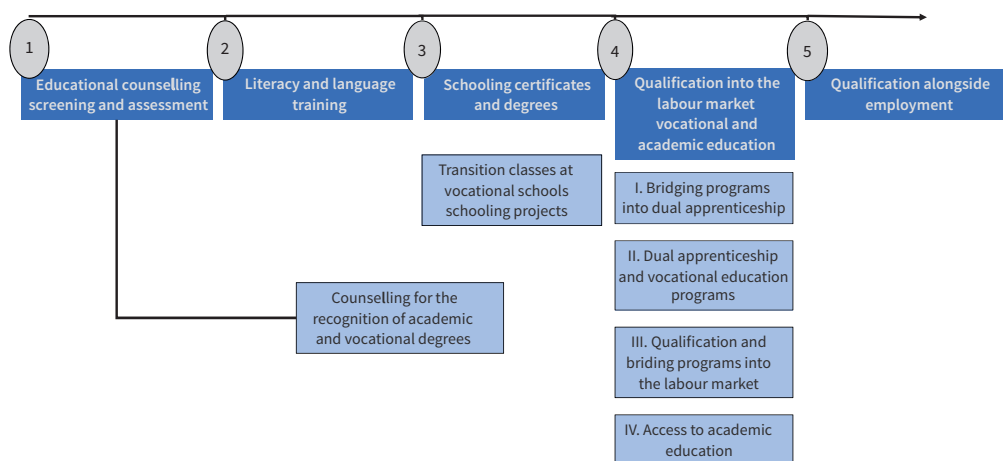 1
2
3
4
5
Educational counselling
screening and assessment
Literacy and language
training
Schooling certificates
and degrees
Qualification into the
labour market
vocational and
academic education
Qualification alongside
employment
Transition classes at
vocational schools
schooling projects
I. Bridging programs
into dual apprenticeship
II. Dual apprenticeship
and vocational education
programs
Counselling for the
recognition of academic
and vocational degrees
III. Qualification and
briding programs into
the labour market
IV. Access to academic
education